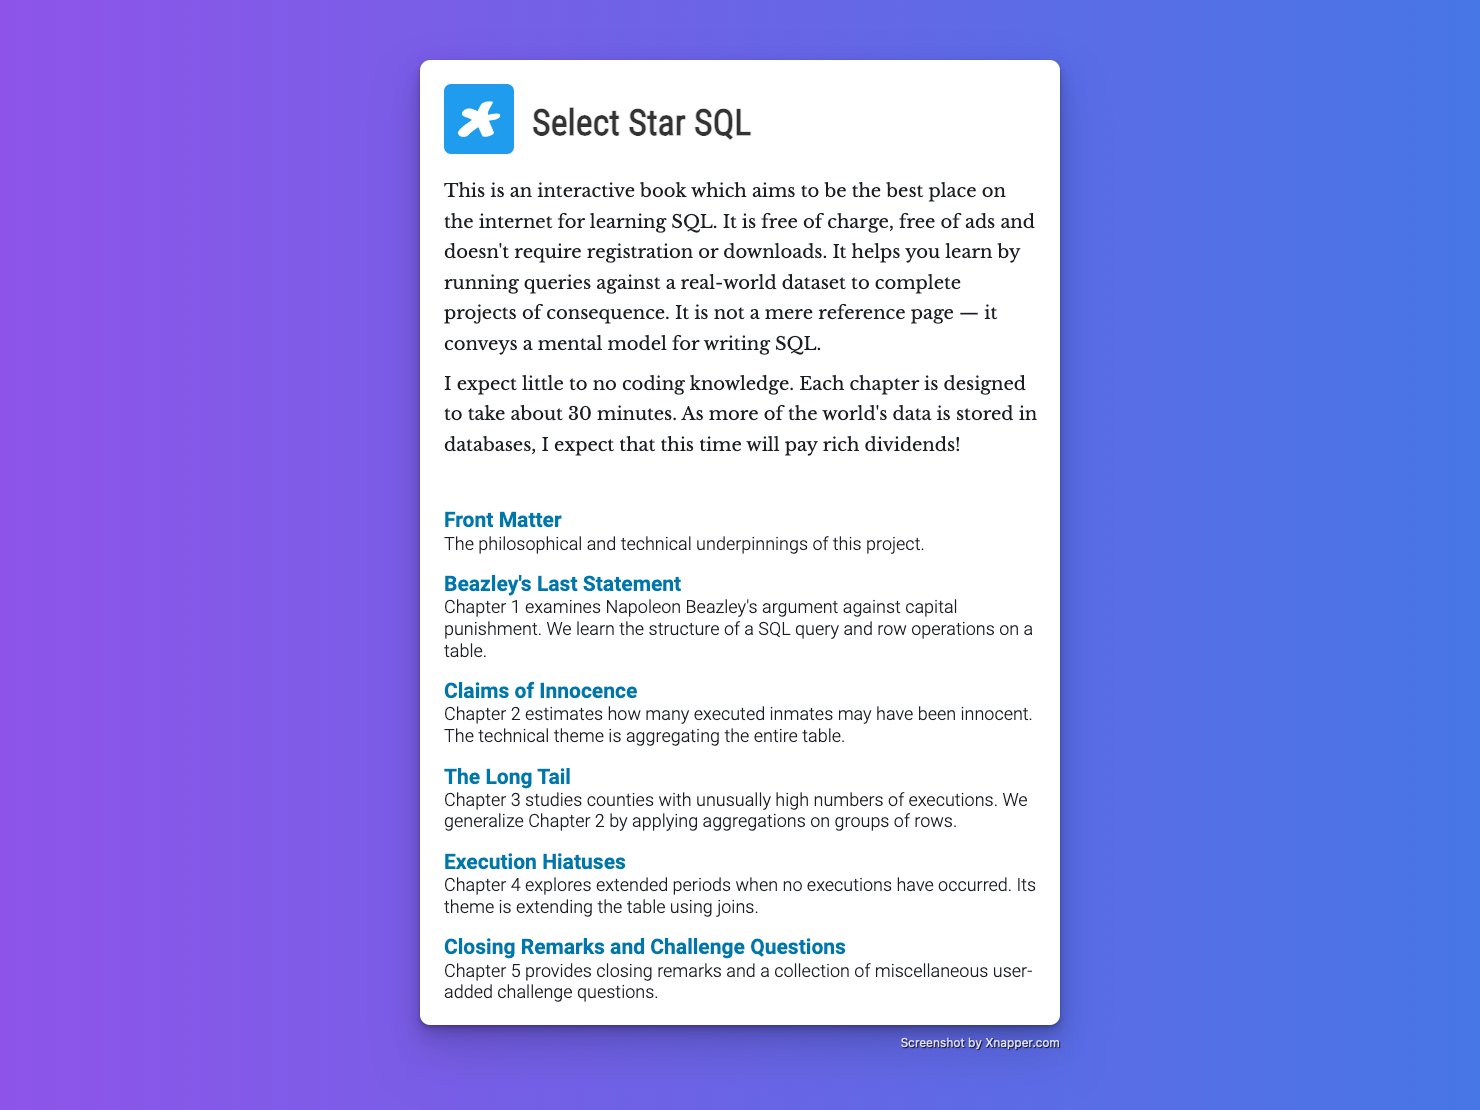 Select Star SQL
This is an interactive book which aims to be the best place on
the internet for learning SQL. It is free of charge, free of ads and
doesn't require registration or downloads. It helps you learn by
running queries against a real-world dataset to complete
projects of consequence. It is not a mere reference page — it
conveys a mental model for writing SQL.
I expect little to no coding knowledge. Each chapter is designed
to take about 30 minutes. As more of the world's data is stored in
databases, I expect that this time will pay rich dividends!
Front Matter
The philosophical and technical underpinnings of this project.
Beazley's Last Statement
Chapter 1 examines Napoleon Beazley's argument against capital
punishment. We learn the structure of a SQL query and row operations on a
table.
Claims of Innocence
Chapter 2 estimates how many executed inmates may have been innocent.
The technical theme is aggregating the entire table.
The Long Tail
Chapter 3 studies counties with unusually high numbers of executions. We
generalize Chapter 2 by applying aggregations on groups of rows.
Execution Hiatuses
Chapter 4 explores extended periods when no executions have occurred. Its
theme is extending the table using joins.
Closing Remarks and Challenge Questions
Chapter 5 provides closing remarks and a collection of miscellaneous user-
added challenge questions.
Screenshot by Xnapper.com